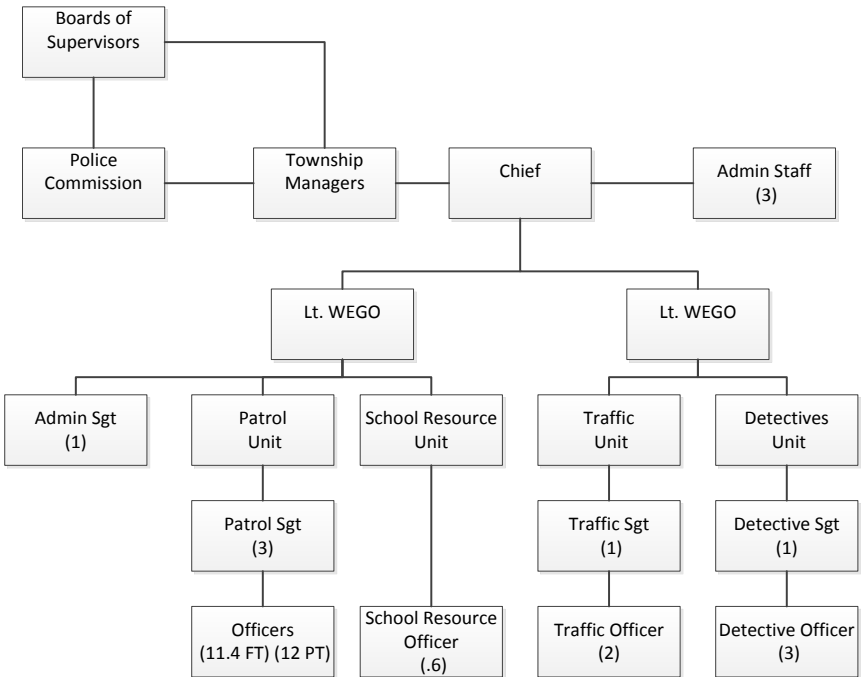 Boards of
Supervisors
Police
Commission
Township
Managers
Chief
Admin Staff
(3)
Lt. WEGO
Lt. WEGO
Admin Sgt
(1)
Patrol
Unit
School Resource
Unit
Traffic
Unit
Detectives
Unit
Patrol Sgt
(3)
Traffic Sgt
(1)
Detective Sgt
(1)
Officers
(11.4 FT) (12 PT)
School Resource
Officer
(.6)
Traffic Officer
(2)
Detective Officer
(3)